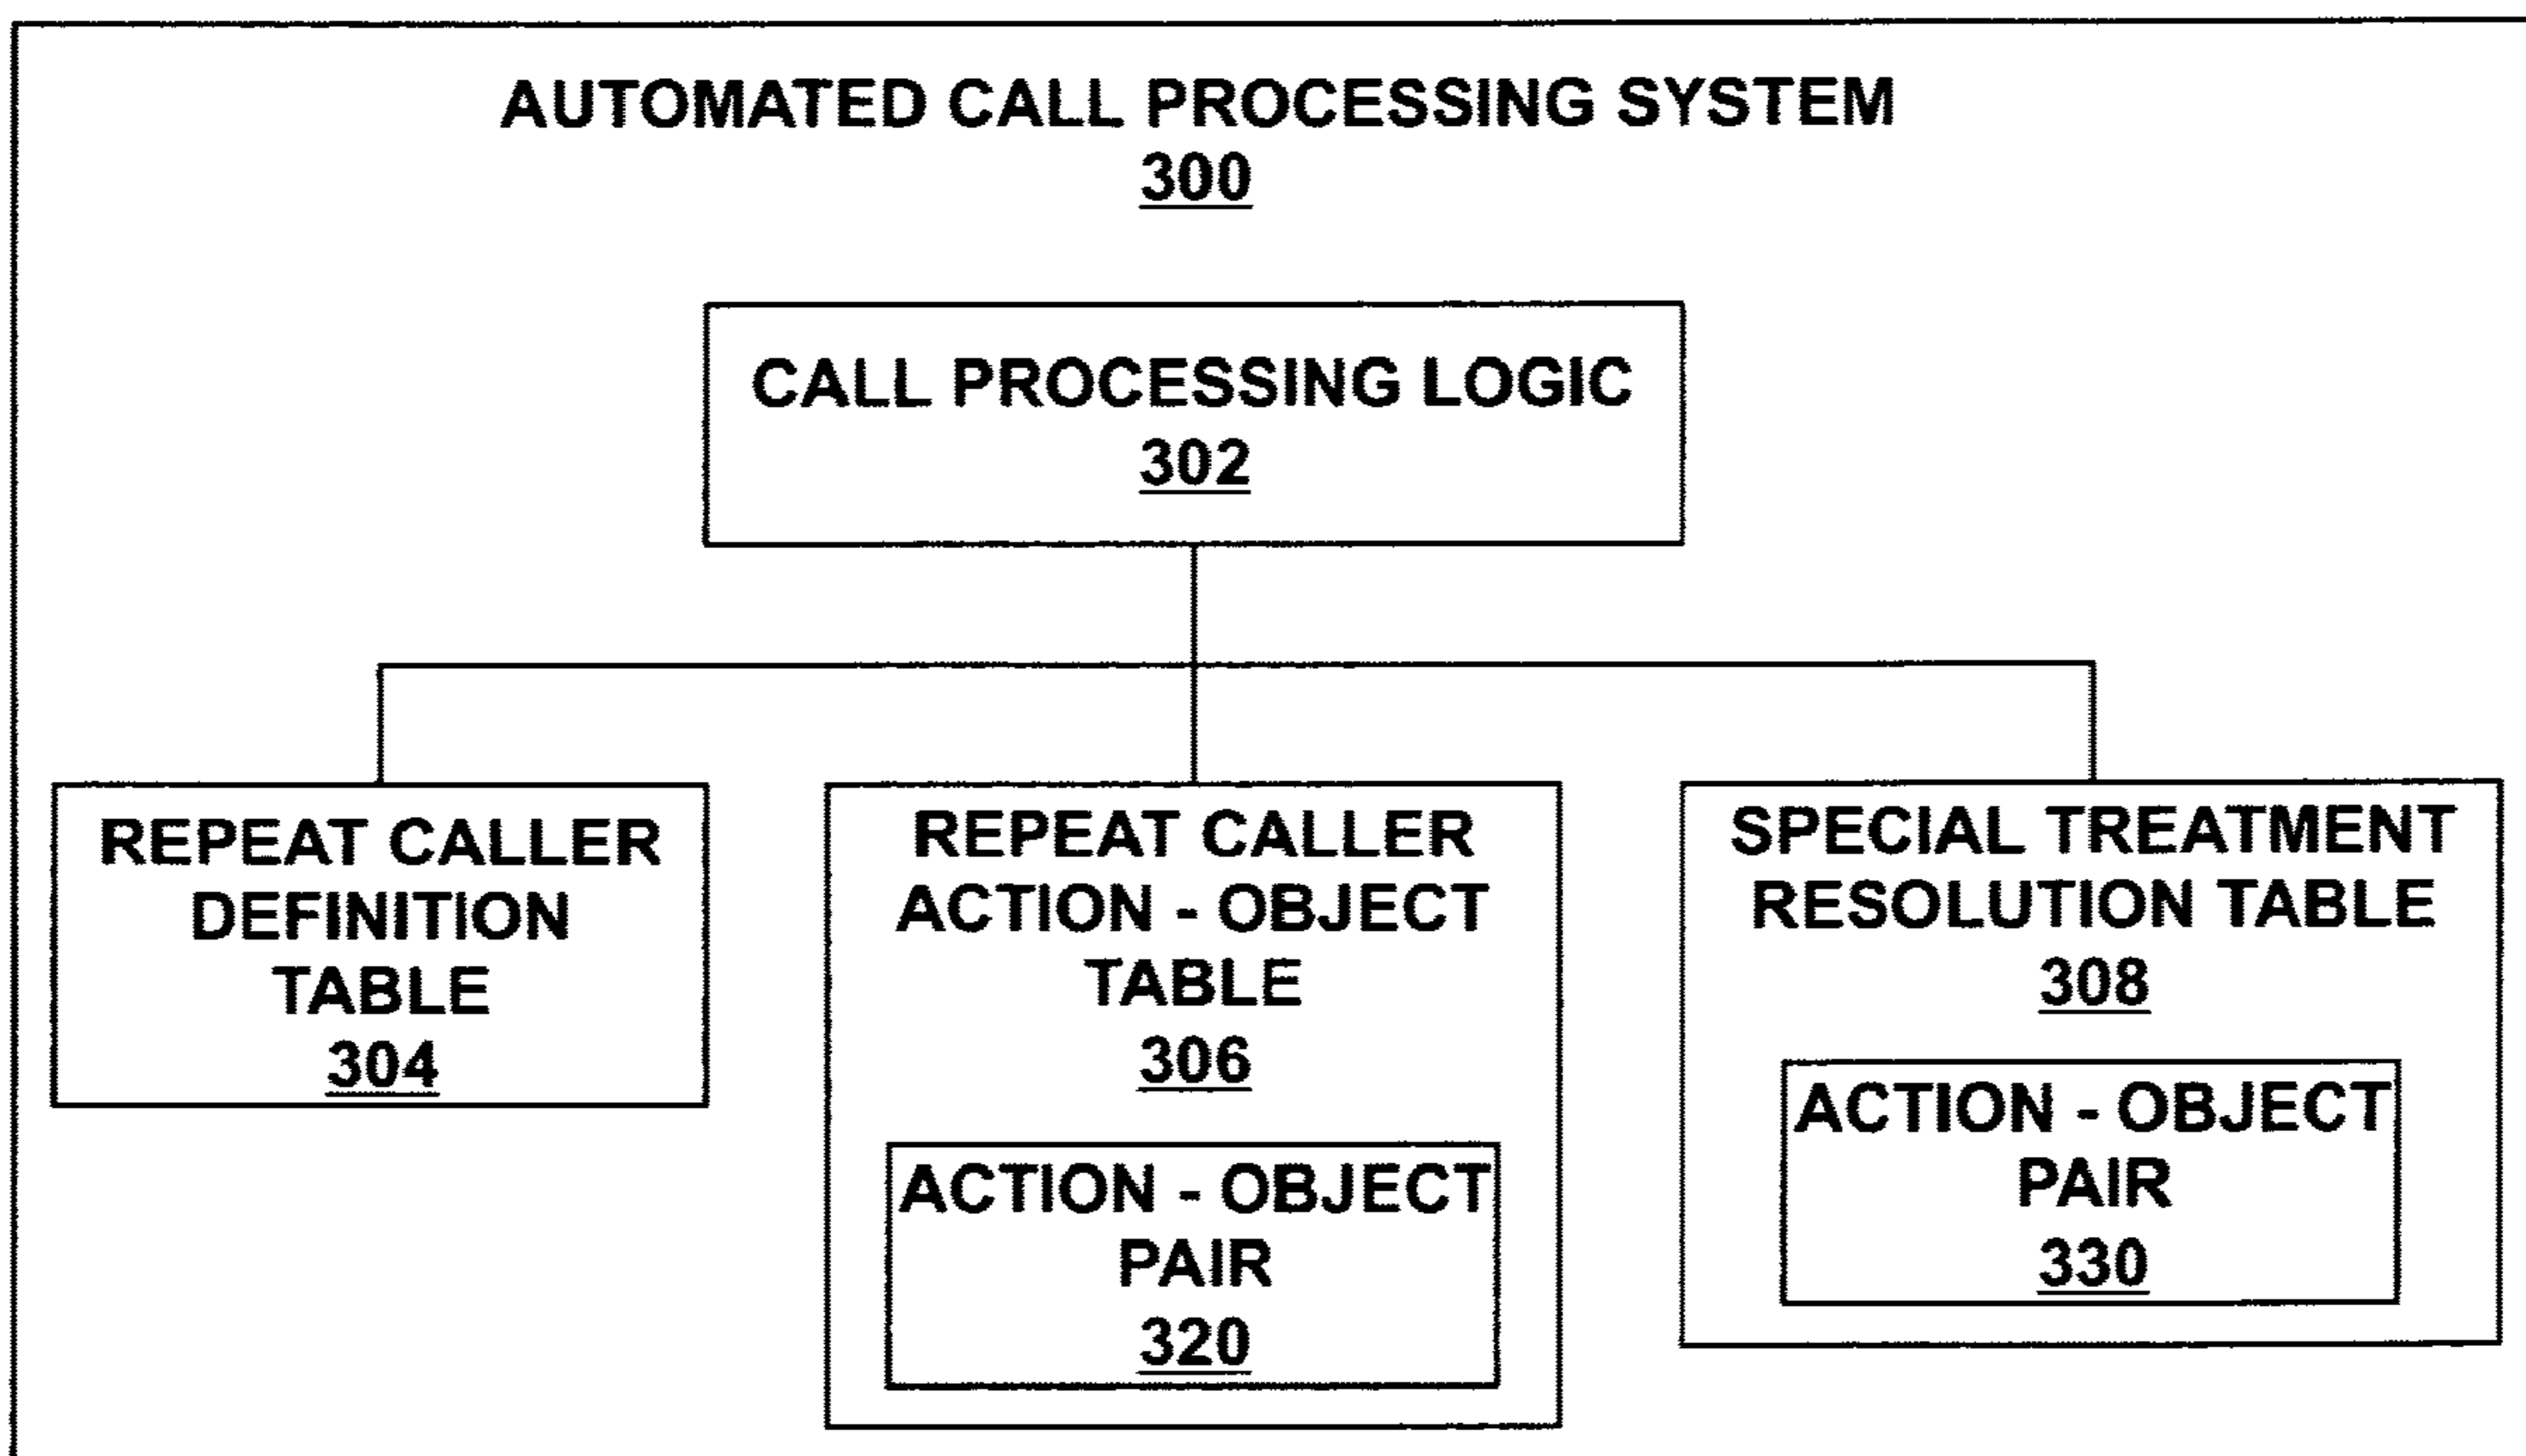 AUTOMATED CALL PROCESSING SYSTEM
300
CALL PROCESSING LOGIC
302
REPEAT CALLER
DEFINITION
TABLE
304
REPEAT CALLER
ACTION - OBJECT
TABLE
306
ACTION - OBJECT
PAIR
320
SPECIAL TREATMENT
RESOLUTION TABLE
308
ACTION - OBJECT
PAIR
330